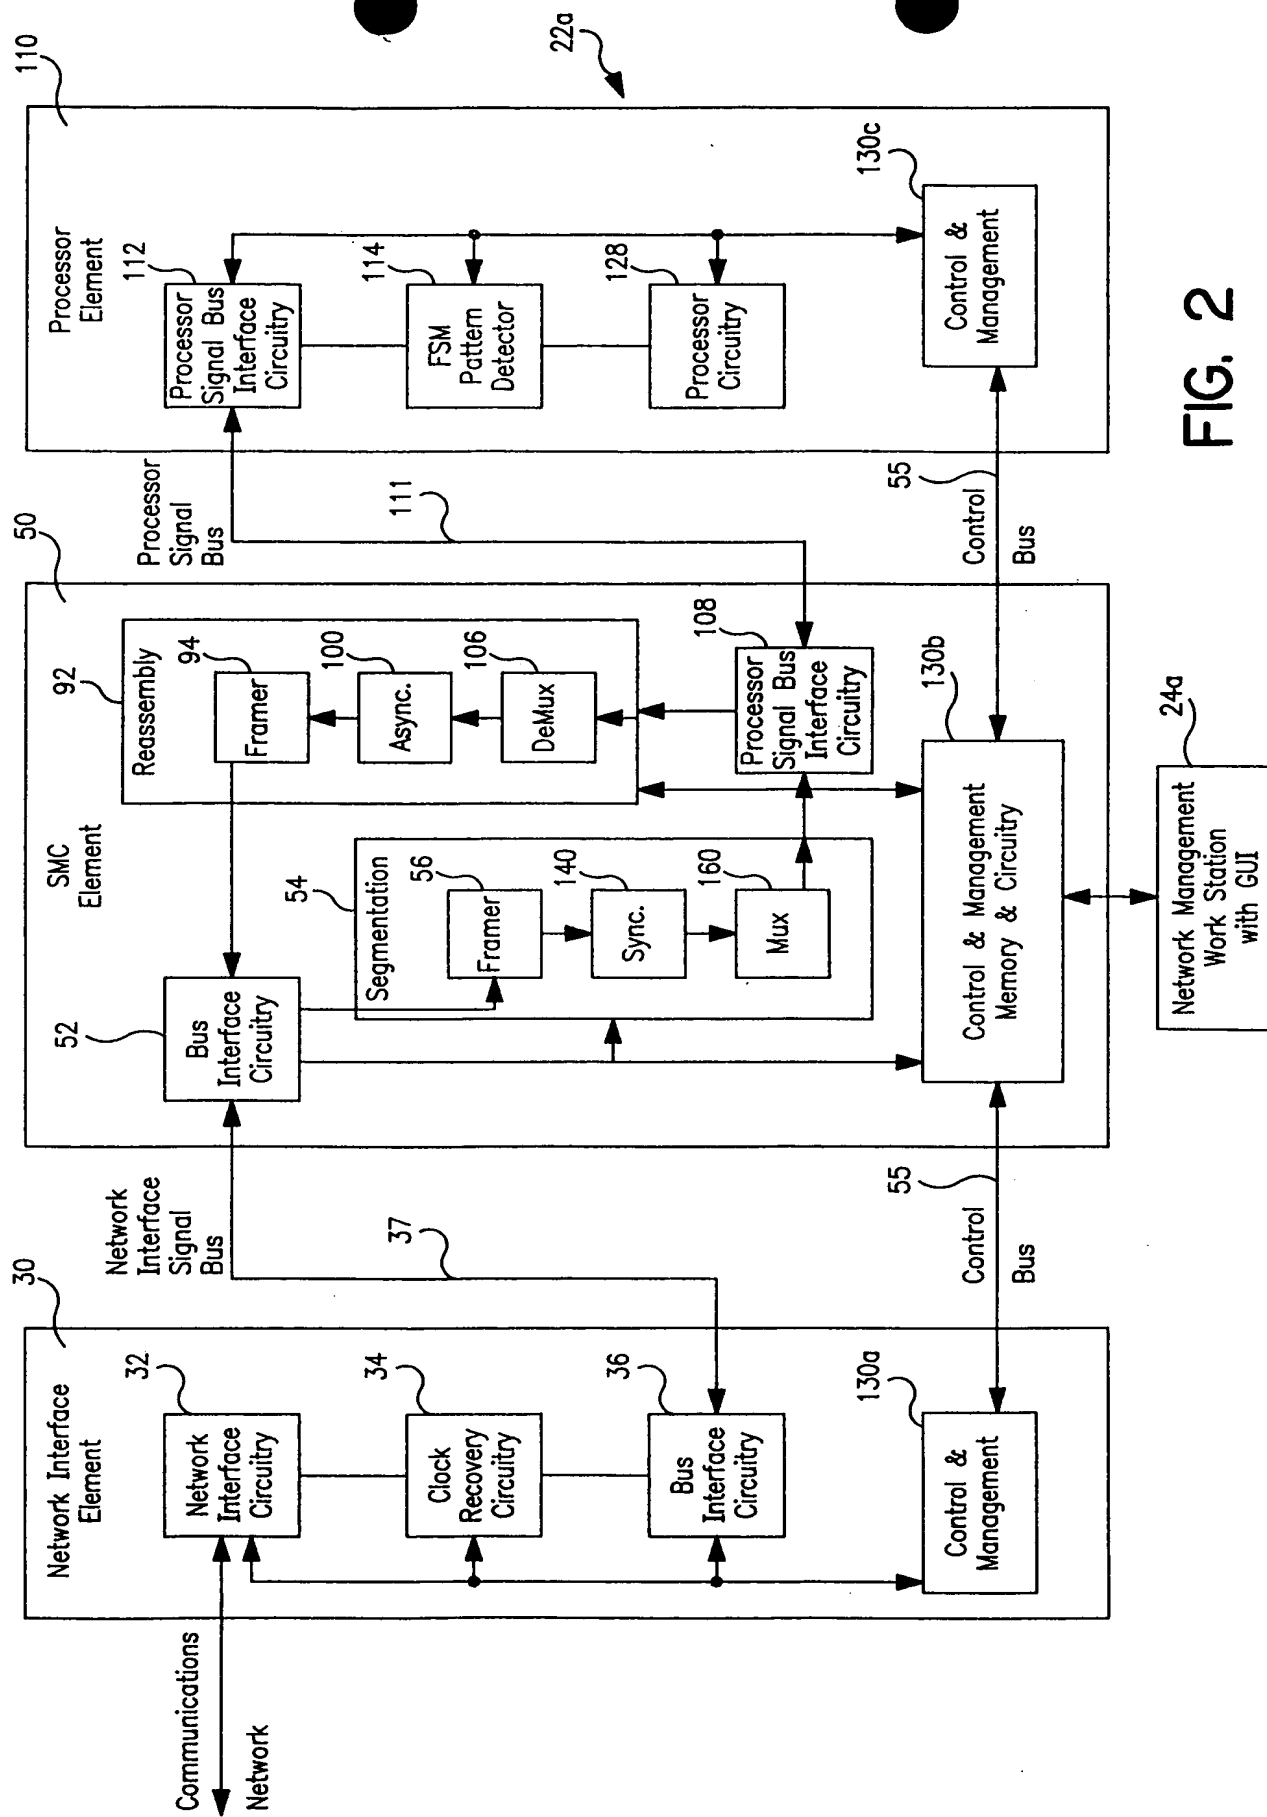 Communications
Network
Network Interface
Element
30
Network
Interface
Circuitry
32
Clock
Recovery
Circuitry
34
Bus
Interface
Circuitry
36
Control &
Management
130a
Network
Interface
Signal
Bus
37
Control
Bus
55
SMC
Element
50
Bus
Interface
Circuitry
52
Segmentation
54
Framer
56
Sync.
140
Mux
160
Reassembly
92
Framer
94
Async.
100
DeMux
106
Processor
Signal Bus
Interface
Circuitry
108
Control & Management
Memory & Circuitry
130b
Network Management
Work Station
with GUI
24a
Processor
Signal
Bus
111
Control
Bus
55
Processor
Element
110
Processor
Signal Bus
Interface
Circuitry
112
FSM
Pattern
Detector
114
Processor
Circuitry
128
Control &
Management
130c
22a
FIG. 2